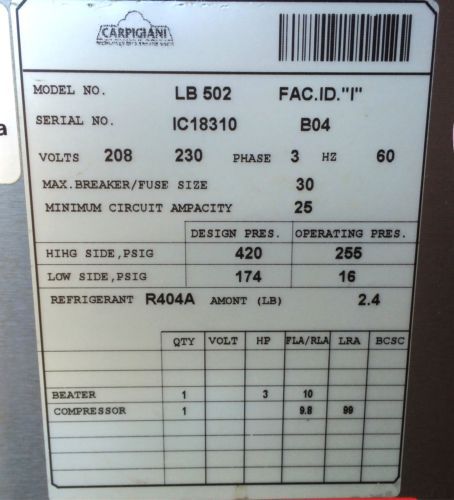 CARPIGIANI
MODEL NO. LB 502 FAC.ID."I"
SERIAL NO. IC18310 B04
VOLTS 208 230 PHASE 3 HZ 60
MAX.BREAKER/FUSE SIZE 30
MINIMUM CIRCUIT AMPACITY 25
DESIGN PRES. OPERATING PRES.
HIHG SIDE,PSIG 420 255
LOW SIDE,PSIG 174 16
REFRIGERANT R404A AMONT (LB) 2.4
QTY VOLT HP FLA/RLA LRA BCSC
BEATER 1 3 10
COMPRESSOR 1 9.8 99
a